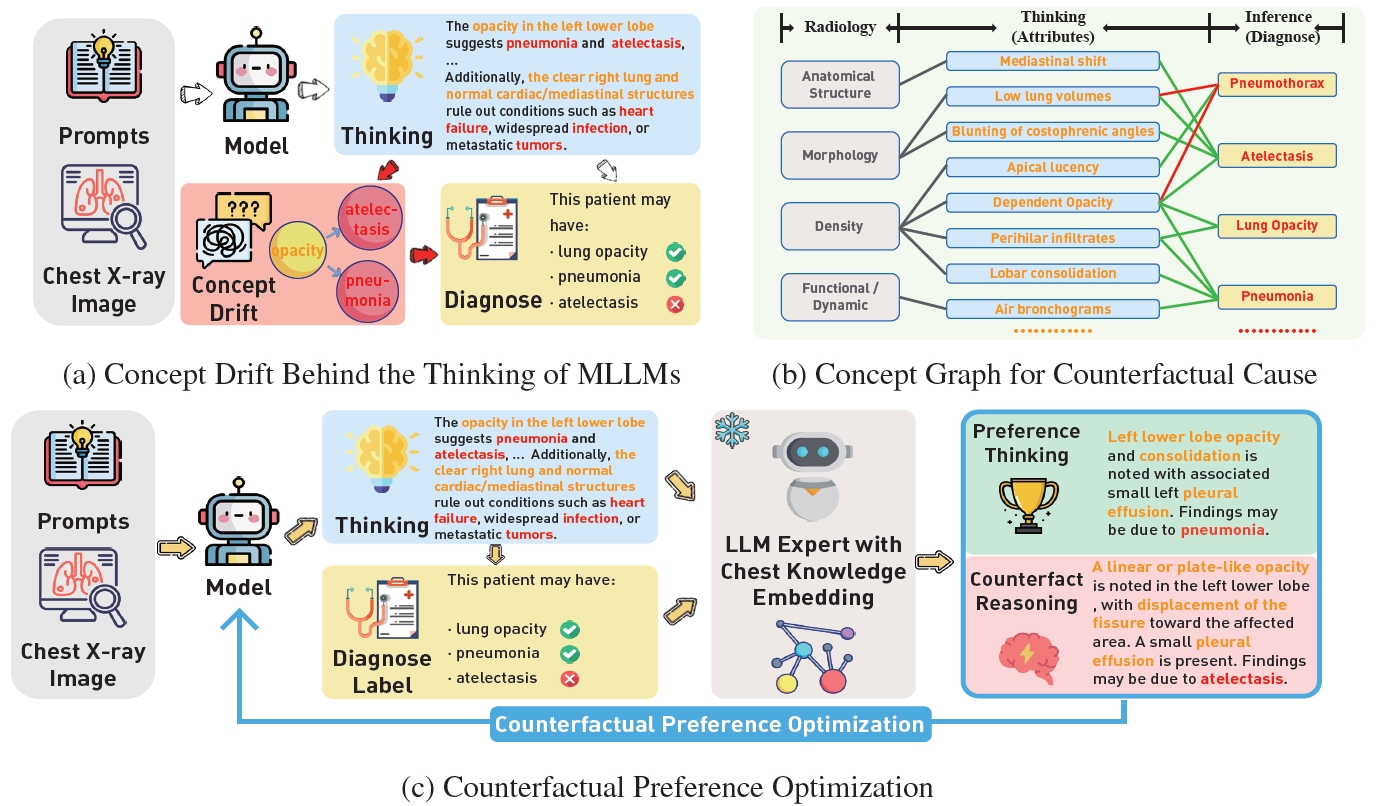 Prompts
Chest X-ray
Image
Model
Thinking
The opacity in the left lower lobe
suggests pneumonia and atelectasis,
...
Additionally, the clear right lung and
normal cardiac/mediastinal structures
rule out conditions such as heart
failure, widespread infection, or
metastatic tumors.
???
Concept
Drift
opacity
atelec-
tasis
pneu-
monia
Diagnose
This patient may
have:
· lung opacity
· pneumonia
· atelectasis
(a) Concept Drift Behind the Thinking of MLLMs
Radiology
Thinking
(Attributes)
Inference
(Diagnose)
Anatomical
Structure
Morphology
Density
Functional /
Dynamic
Mediastinal shift
Low lung volumes
Blunting of costophrenic angles
Apical lucency
Dependent Opacity
Perihilar infiltrates
Lobar consolidation
Air bronchograms
Pneumothorax
Atelectasis
Lung Opacity
Pneumonia
(b) Concept Graph for Counterfactual Cause
Prompts
Chest X-ray
Image
Model
Thinking
The opacity in the left lower lobe
suggests pneumonia and
atelectasis, ... Additionally, the
clear right lung and normal
cardiac/mediastinal structures
rule out conditions such as heart
failure, widespread infection, or
metastatic tumors.
Diagnose
Label
This patient may have:
· lung opacity
· pneumonia
· atelectasis
LLM Expert with
Chest Knowledge
Embedding
Preference
Thinking
Left lower lobe opacity
and consolidation is
noted with associated
small left pleural
effusion. Findings may
be due to pneumonia.
Counterfact
Reasoning
A linear or plate-like opacity
is noted in the left lower lobe
, with displacement of the
fissure toward the affected
area. A small pleural
effusion is present. Findings
may be due to atelectasis.
Counterfactual Preference Optimization
(c) Counterfactual Preference Optimization